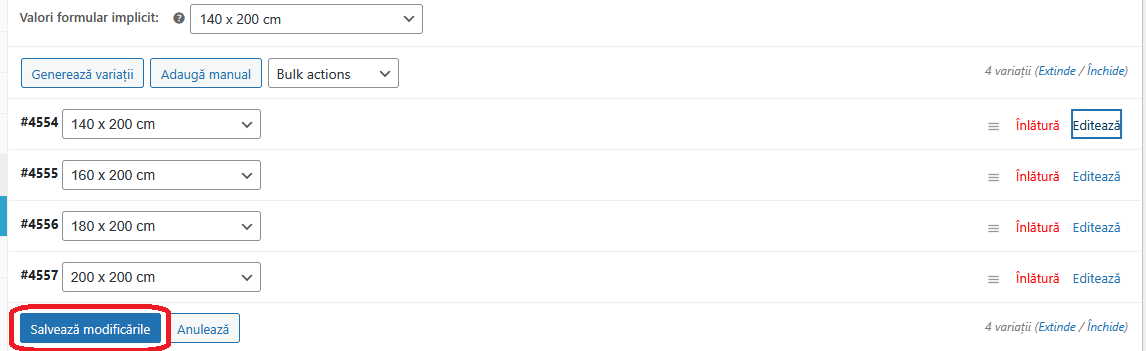 Valori formular implicit: ? 140 x 200 cm
Generează variații Adaugă manual Bulk actions 4 variații (Extinde / Închide)
#4554 140 x 200 cm Înlătură Editează
#4555 160 x 200 cm Înlătură Editează
#4556 180 x 200 cm Înlătură Editează
#4557 200 x 200 cm Înlătură Editează
Salvează modificările Anulează 4 variații (Extinde / Închide)